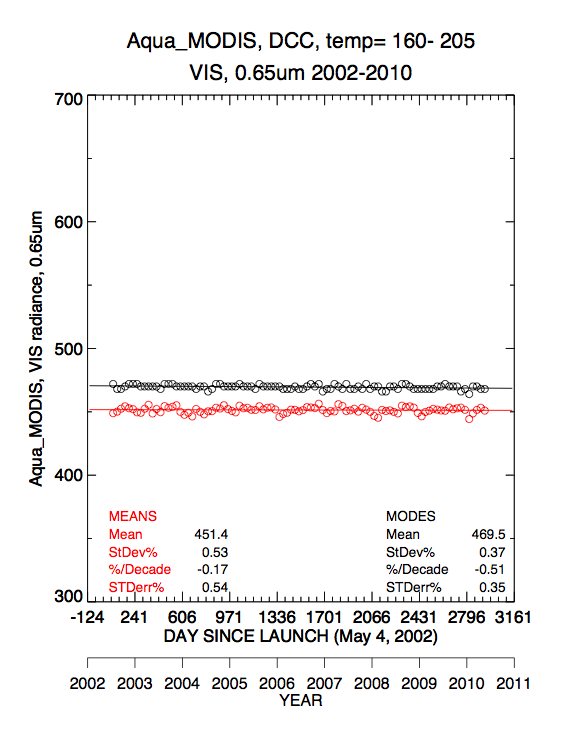 Aqua_MODIS, DCC, temp= 160- 205
VIS, 0.65um 2002-2010
Aqua_MODIS, VIS radiance, 0.65um
700
600
500
400
300
MEANS
Mean 451.4
StDev% 0.53
%/Decade -0.17
STDerr% 0.54
MODES
Mean 469.5
StDev% 0.37
%/Decade -0.51
STDerr% 0.35
-124 241 606 971 1336 1701 2066 2431 2796 3161
DAY SINCE LAUNCH (May 4, 2002)
2002 2003 2004 2005 2006 2007 2008 2009 2010 2011
YEAR